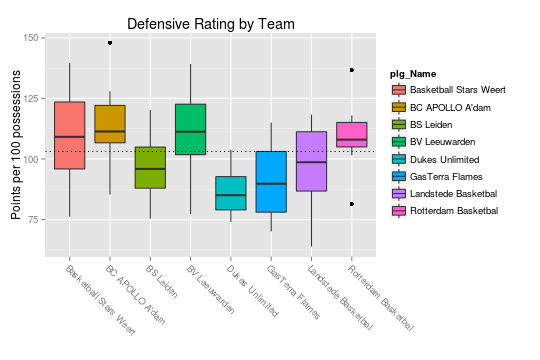 Defensive Rating by Team
Points per 100 possessions
150
125
100
75
Basketball Stars Weert
BC APOLLO A'dam
BS Leiden
BV Leeuwarden
Dukes Unlimited
GasTerra Flames
Landstede Basketbal
Rotterdam Basketbal
plg_Name
Basketball Stars Weert
BC APOLLO A'dam
BS Leiden
BV Leeuwarden
Dukes Unlimited
GasTerra Flames
Landstede Basketbal
Rotterdam Basketbal